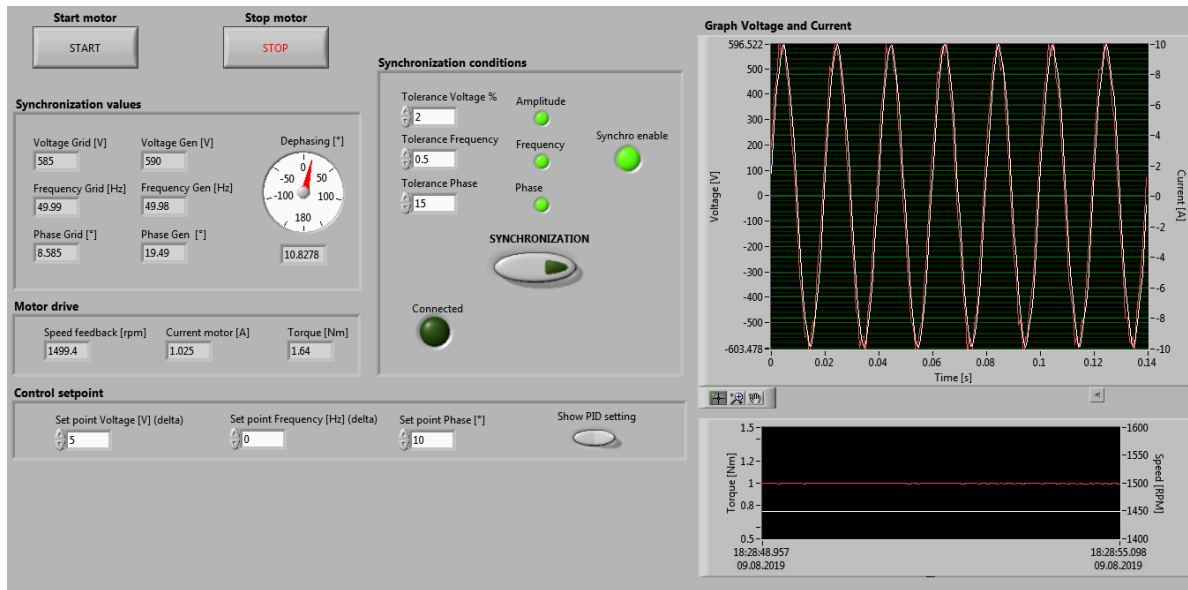 Start motor
START
Stop motor
STOP
Synchronization values
Voltage Grid [V]
585
Voltage Gen [V]
590
Frequency Grid [Hz]
49.99
Frequency Gen [Hz]
49.98
Phase Grid [°]
8.585
Phase Gen [°]
19.49
Dephasing [°]
0
-50
50
-100
100
180
10.8278
Motor drive
Speed feedback [rpm]
1499.4
Current motor [A]
1.025
Torque [Nm]
1.64
Synchronization conditions
Tolerance Voltage %
2
Tolerance Frequency
0.5
Tolerance Phase
15
Amplitude
Frequency
Phase
Synchro enable
SYNCHRONIZATION
Connected
Control setpoint
Set point Voltage [V] (delta)
5
Set point Frequency [Hz] (delta)
0
Set point Phase [°]
10
Show PID setting
Graph Voltage and Current
596.522
500
400
300
200
100
0
-100
-200
-300
-400
-500
-603.478
Voltage [V]
10
8
6
4
2
0
2
4
6
8
10
Current [A]
0
0.02
0.04
0.06
0.08
0.1
0.12
0.14
Time [s]
1.5
1.2
1
0.8
0.5
Torque [Nm]
1600
1550
1500
1450
1400
Speed [RPM]
18:28:48.957
09.08.2019
18:28:55.098
09.08.2019